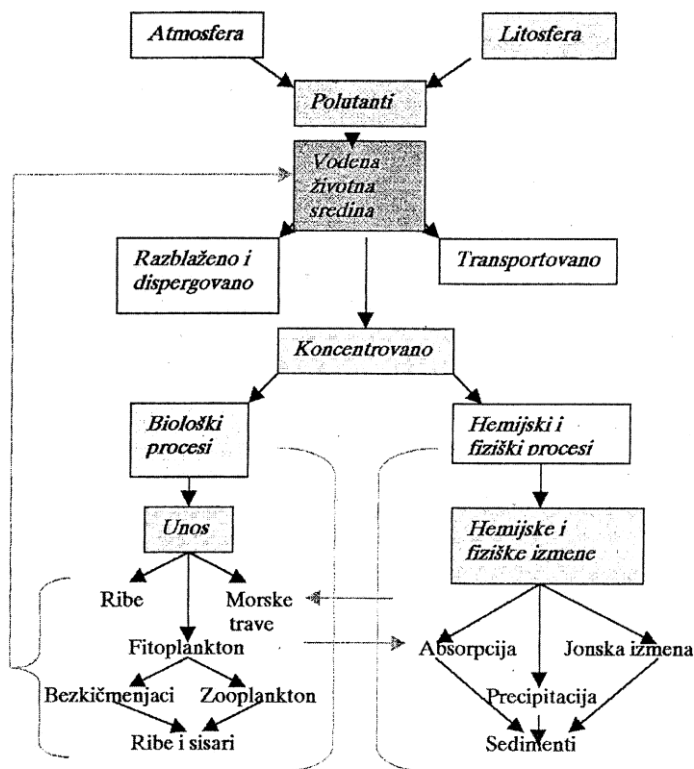 Atmosfera
Litosfera
Polutanti
Vodena
životna
sredina
Razblaženo i
dispergovano
Transportovano
Koncentrovano
Biološki
procesi
Hemijski i
fiziški procesi
Unos
Hemijske i
fiziške izmene
Ribe
Morske
trave
Fitoplankton
Absorpcija
Jonska izmena
Bezkičmenjaci
Zooplankton
Precipitacija
Ribe i sisari
Sedimenti